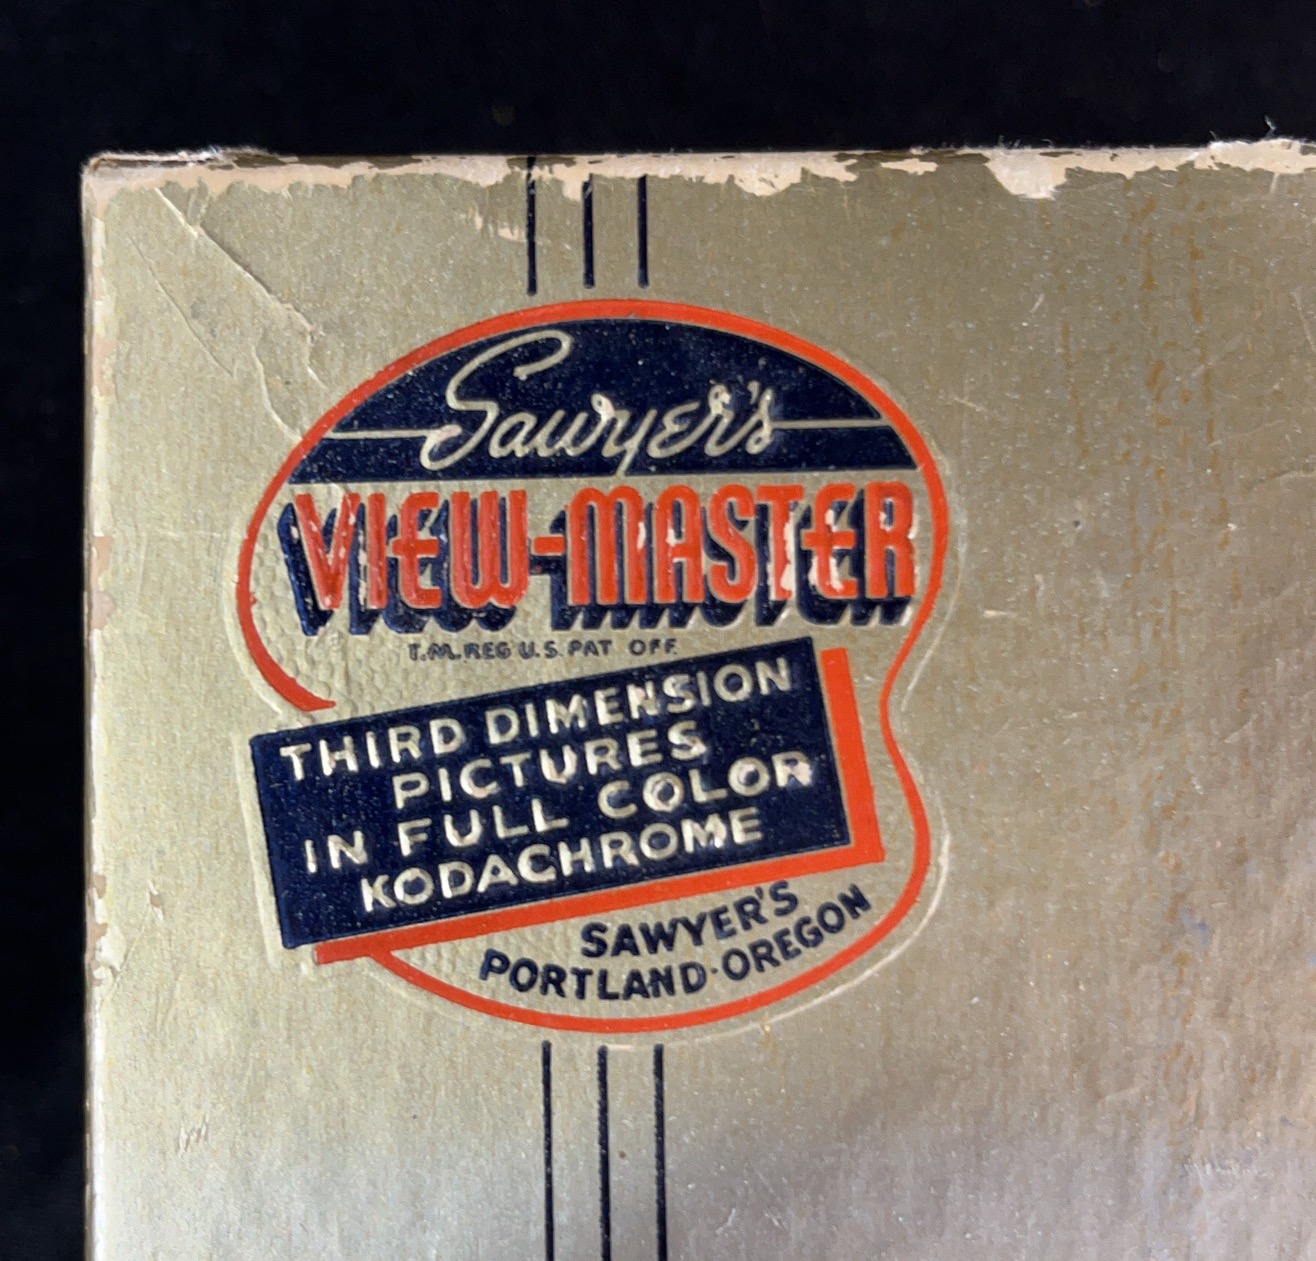 Sawyer's
VIEW-MASTER
T.M. REG U.S. PAT OFF.
THIRD DIMENSION
PICTURES
IN FULL COLOR
KODACHROME
SAWYER'S
PORTLAND·OREGON